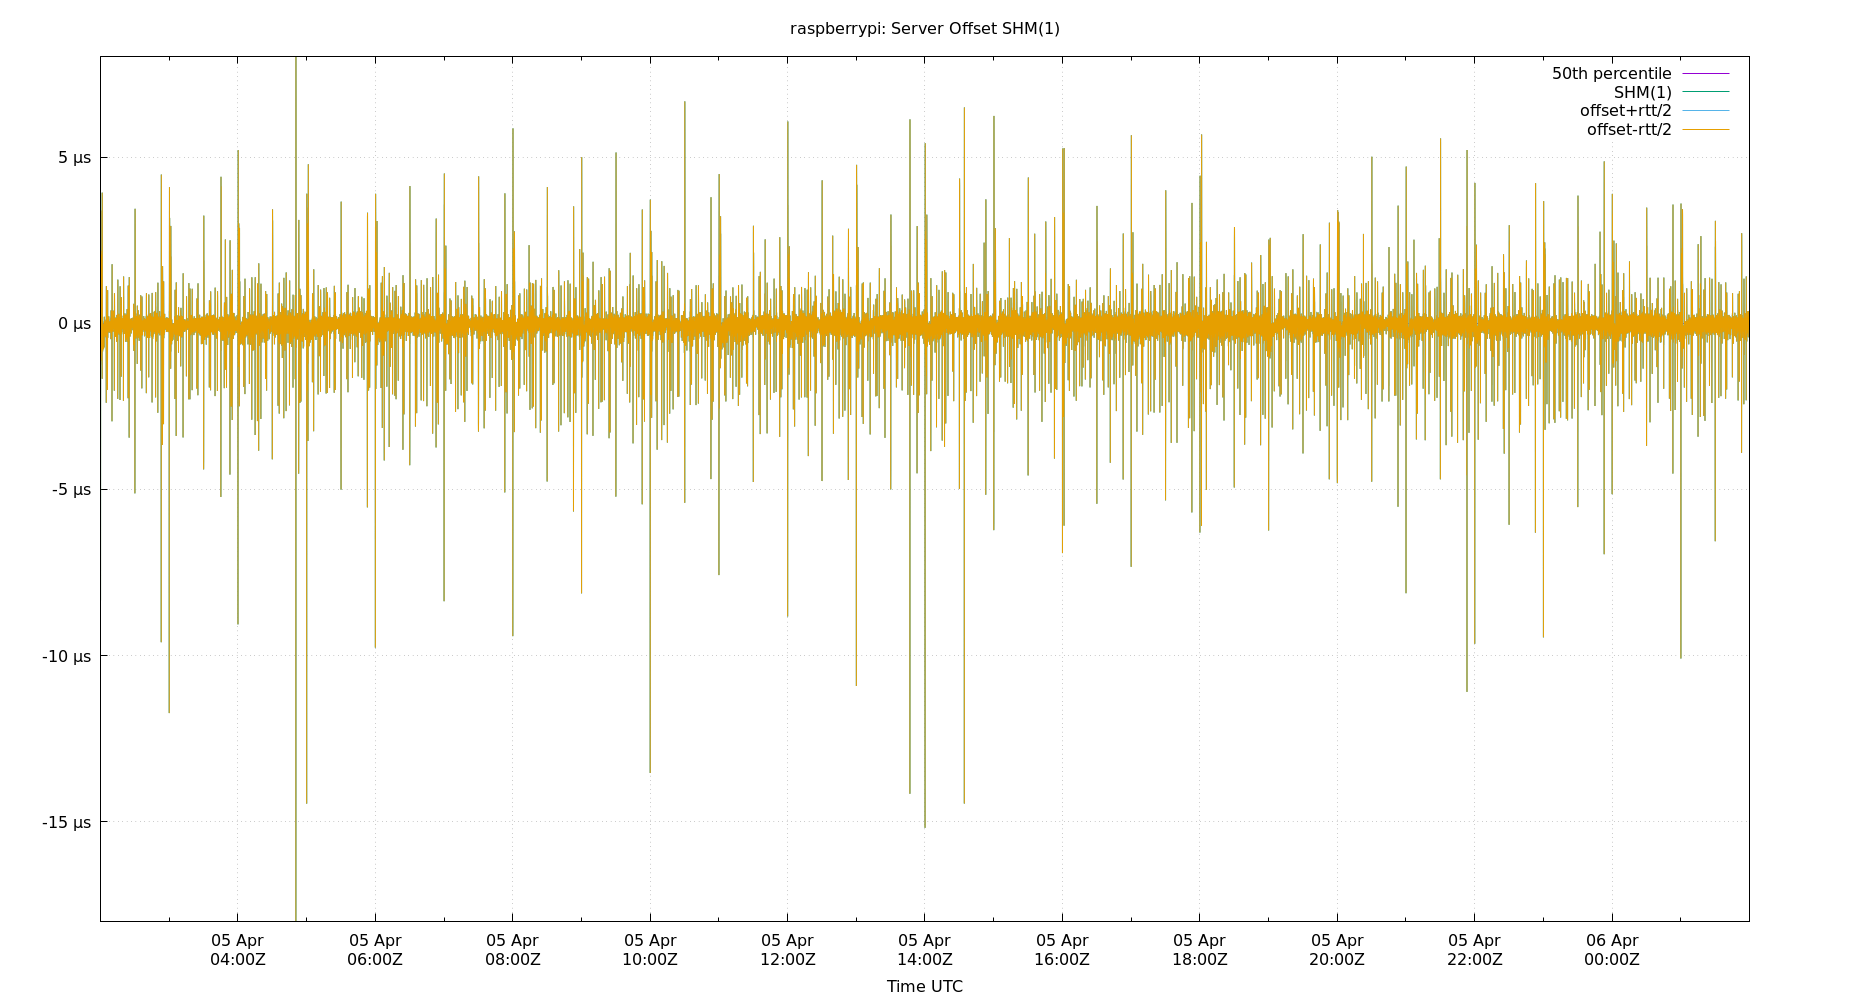 raspberrypi: Server Offset SHM(1)
50th percentile
SHM(1)
offset+rtt/2
offset-rtt/2
5 µs
0 µs
-5 µs
-10 µs
-15 µs
05 Apr 05 Apr 05 Apr 05 Apr 05 Apr 05 Apr 05 Apr 05 Apr 05 Apr 05 Apr 06 Apr
04:00Z 06:00Z 08:00Z 10:00Z 12:00Z 14:00Z 16:00Z 18:00Z 20:00Z 22:00Z 00:00Z
Time UTC